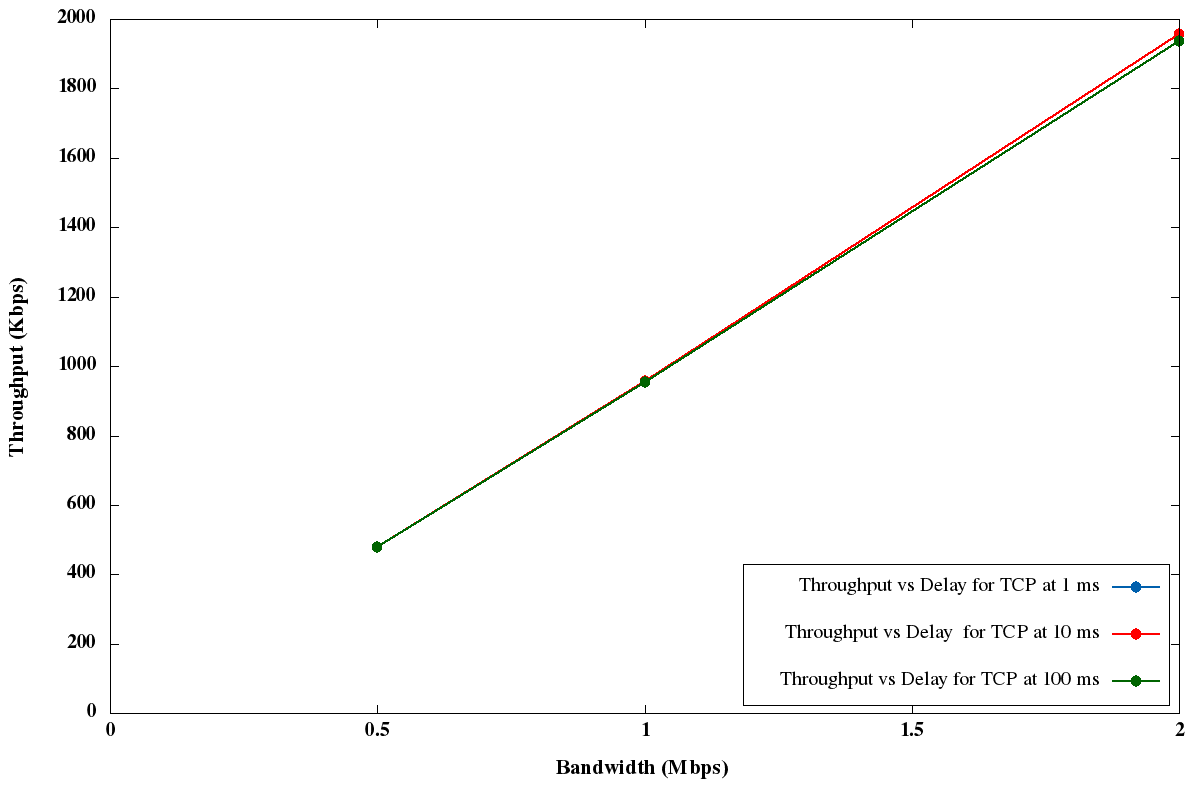 2000
1800
1600
1400
1200
1000
800
600
400
200
0
0 0.5 1 1.5 2
Throughput (Kbps)
Bandwidth (Mbps)
Throughput vs Delay for TCP at 1 ms
Throughput vs Delay  for TCP at 10 ms
Throughput vs Delay for TCP at 100 ms